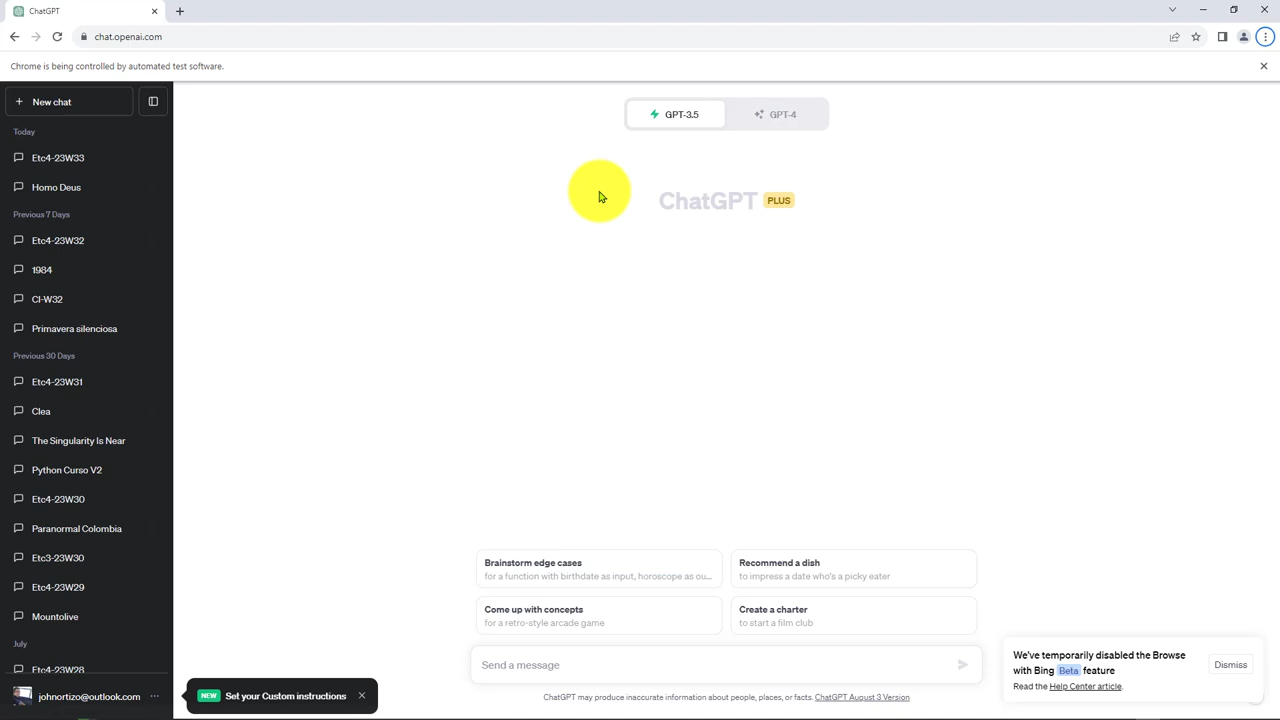 ChatGPT
chat.openai.com
Chrome is being controlled by automated test software.
New chat
Today
Etc4-23W33
Homo Deus
Previous 7 Days
Etc4-23W32
1984
CI-W32
Primavera silenciosa
Previous 30 Days
Etc4-23W31
Clea
The Singularity Is Near
Python Curso V2
Etc4-23W30
Paranormal Colombia
Etc3-23W30
Etc4-23W29
Mountolive
July
Etc4-23W28
johnortizo@outlook.com
GPT-3.5
GPT-4
ChatGPT PLUS
Brainstorm edge cases
for a function with birthdate as input, horoscope as ou...
Recommend a dish
to impress a date who's a picky eater
Come up with concepts
for a retro-style arcade game
Create a charter
to start a film club
Send a message
ChatGPT may produce inaccurate information about people, places, or facts. ChatGPT August 3 Version
NEW Set your Custom instructions
We've temporarily disabled the Browse
with Bing Beta feature
Read the Help Center article.
Dismiss